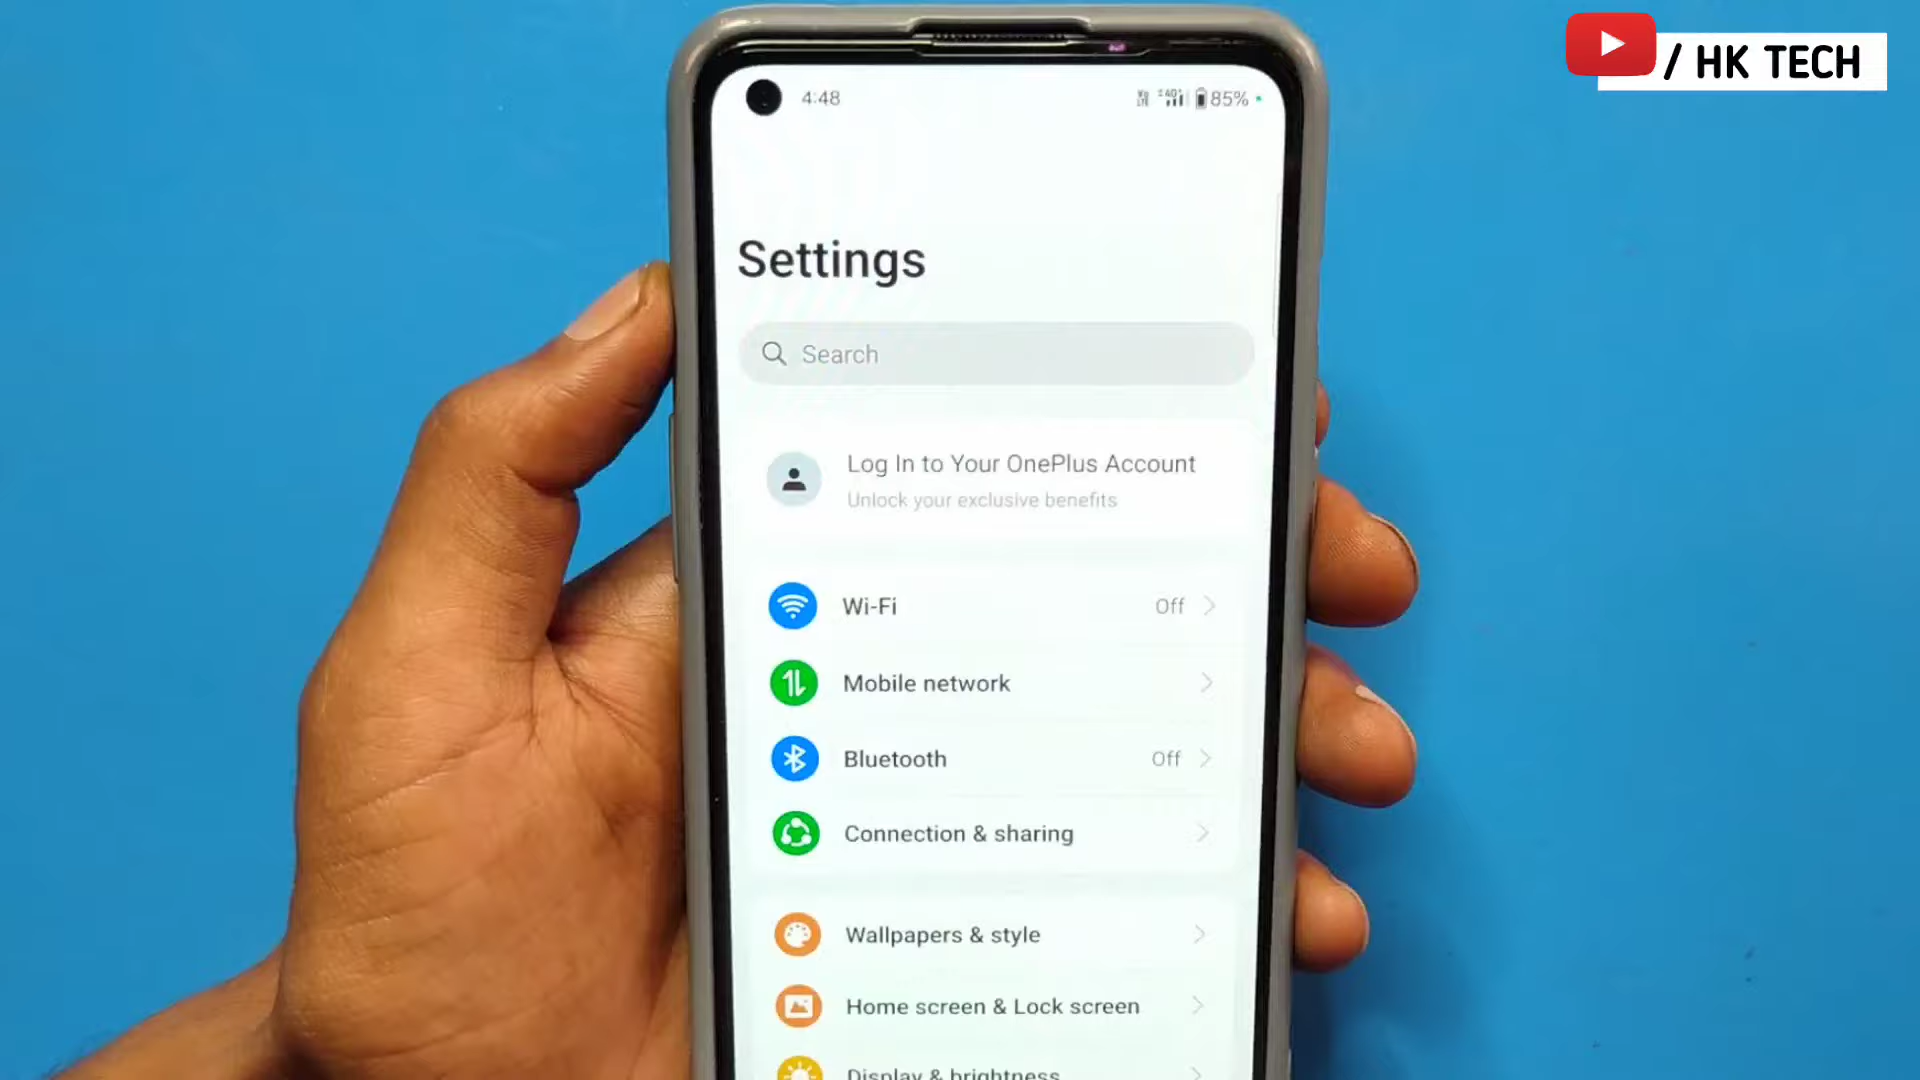 / HK TECH
4:48
85%
Settings
Search
Log In to Your OnePlus Account
Unlock your exclusive benefits
Wi-Fi Off
Mobile network
Bluetooth Off
Connection & sharing
Wallpapers & style
Home screen & Lock screen
Display & brightness